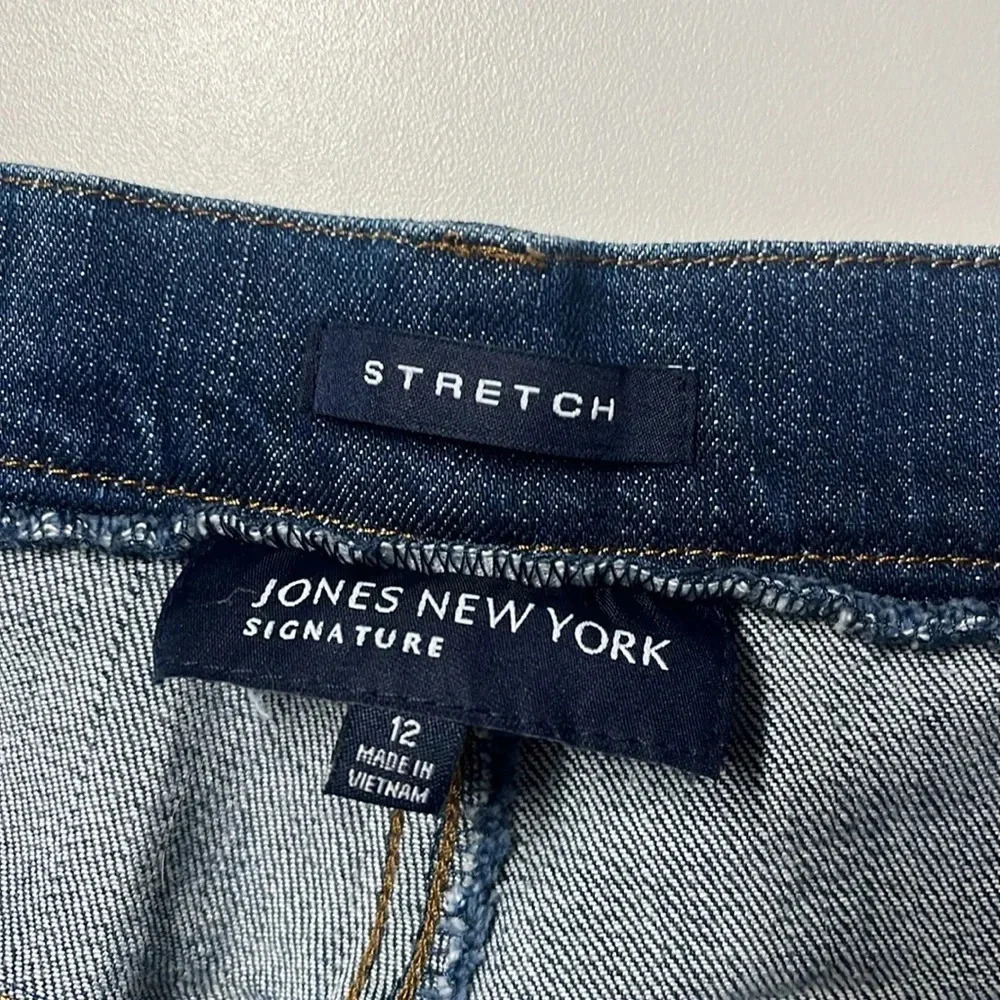 STRETCH
JONES NEW YORK
SIGNATURE
12
MADE IN
VIETNAM